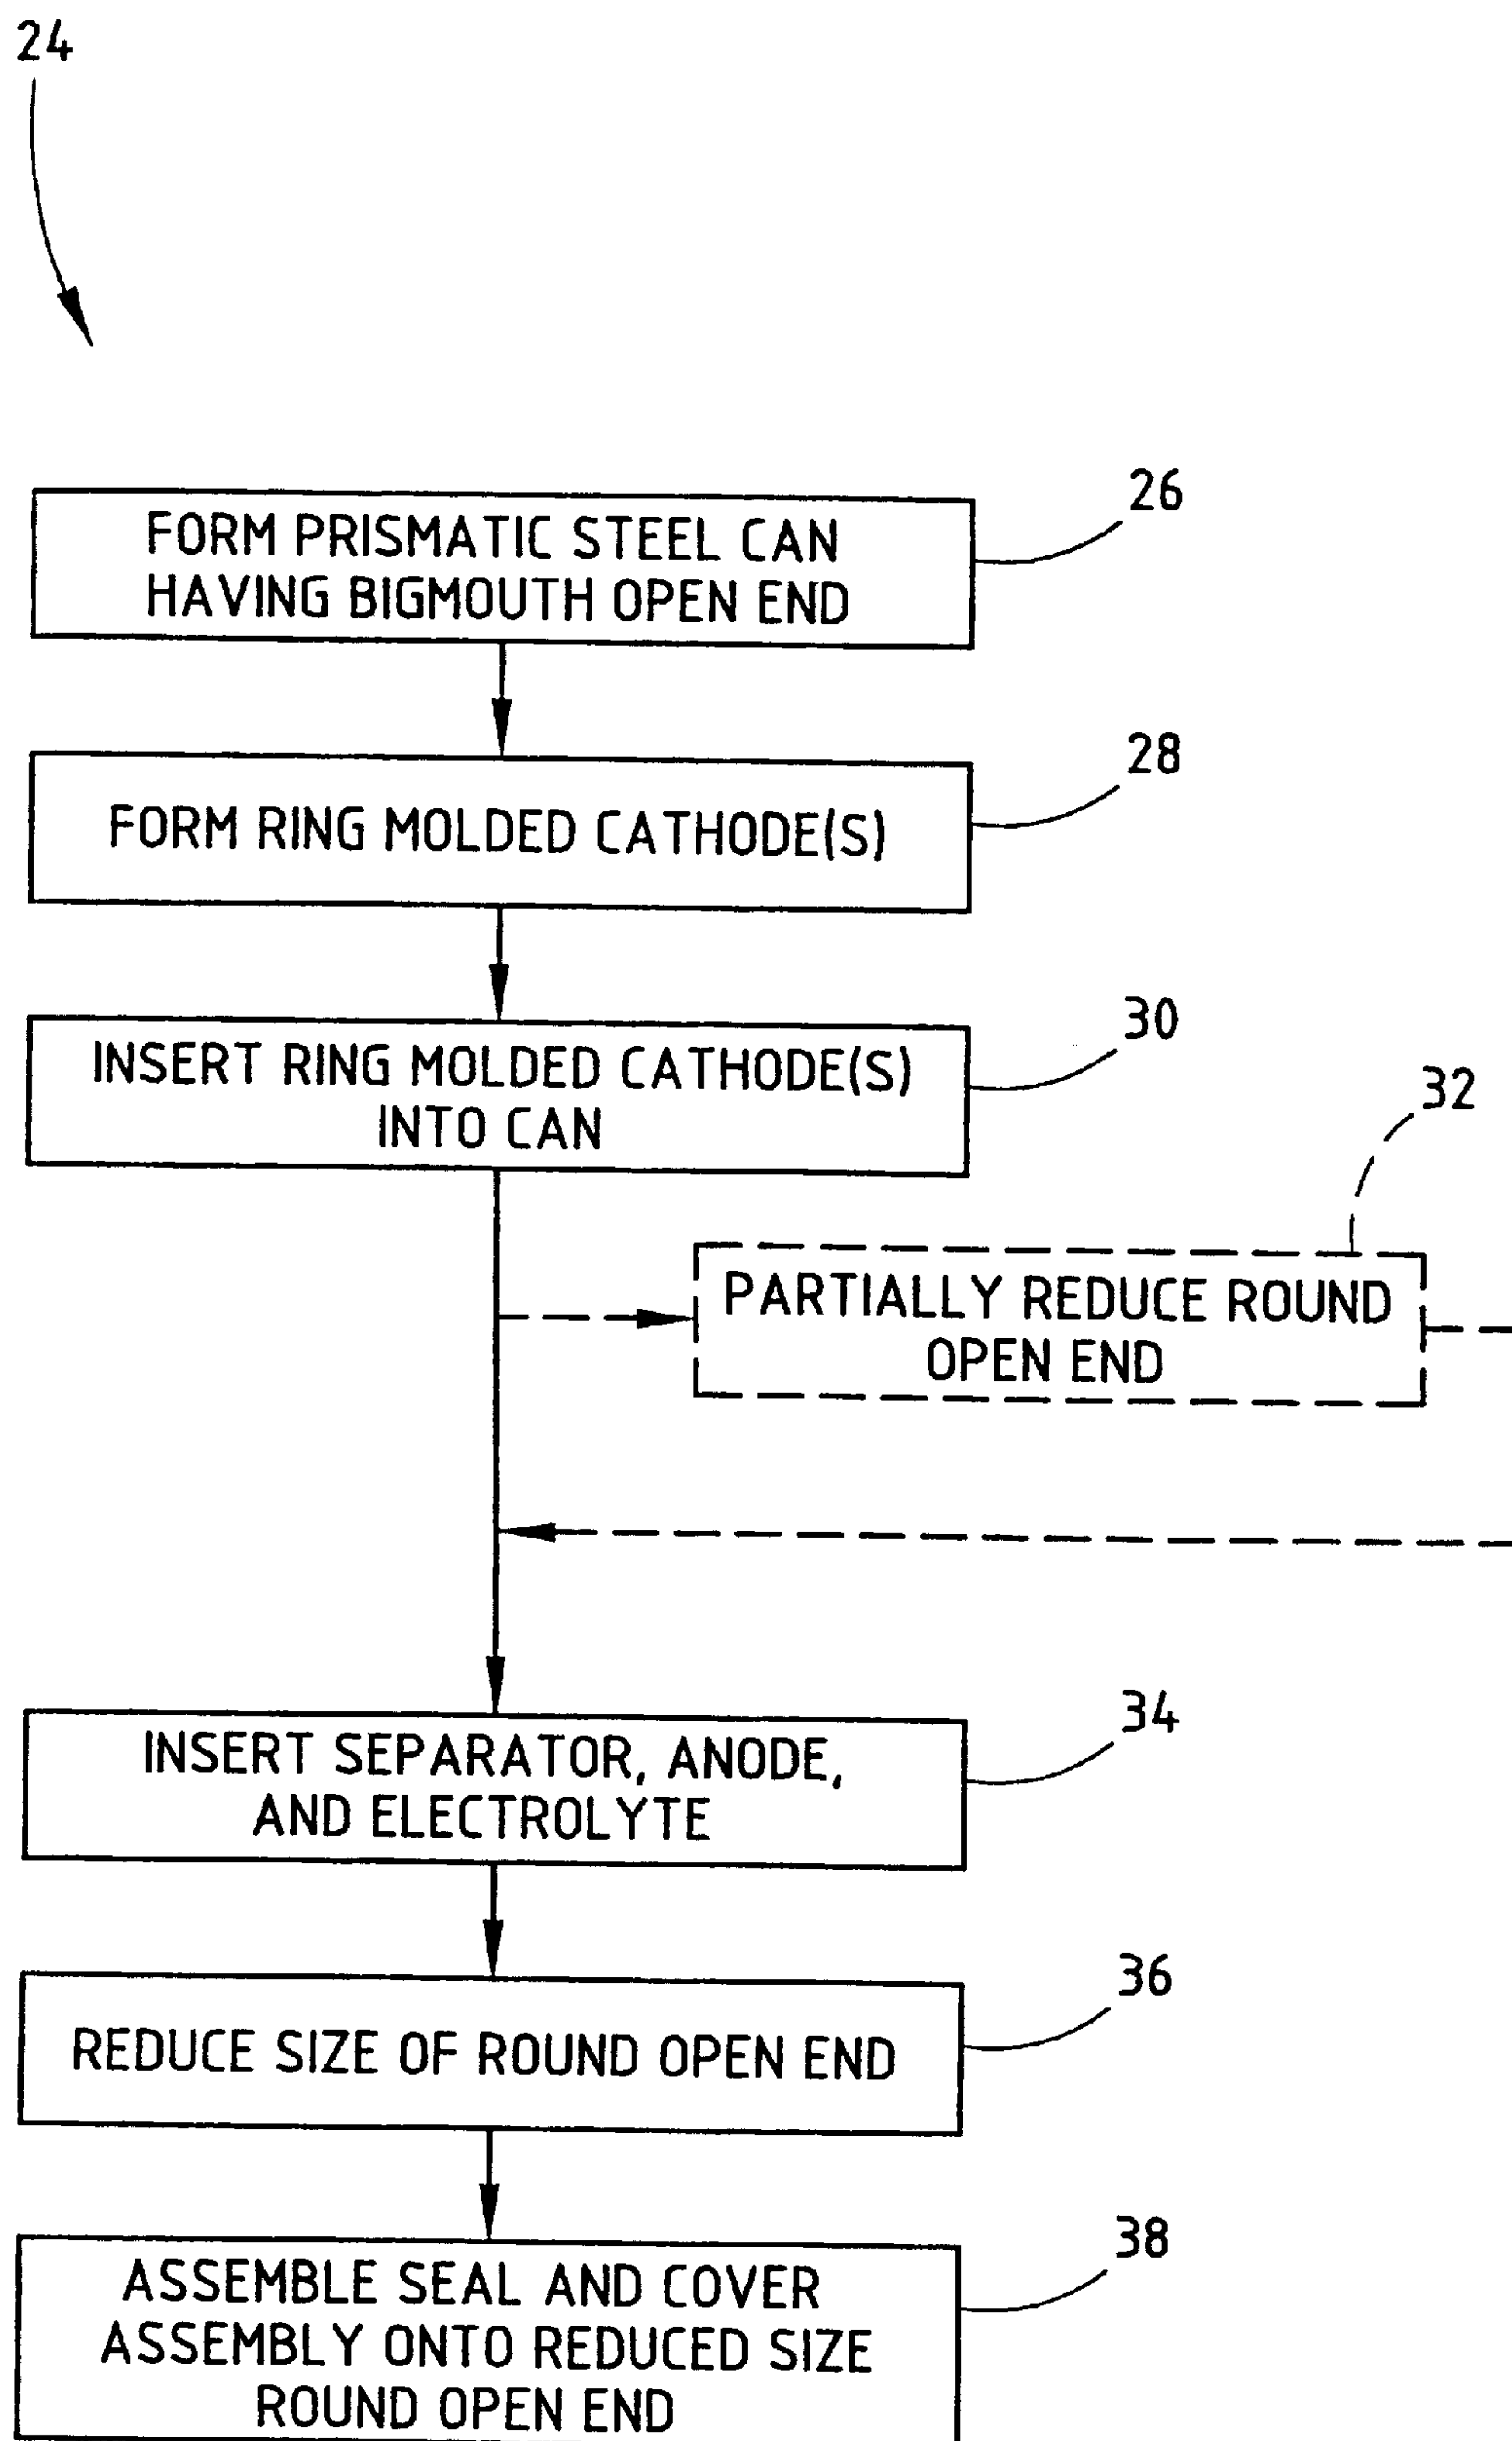 24
26
FORM PRISMATIC STEEL CAN
HAVING BIGMOUTH OPEN END
28
FORM RING MOLDED CATHODE(S)
30
INSERT RING MOLDED CATHODE(S)
INTO CAN
32
PARTIALLY REDUCE ROUND
OPEN END
34
INSERT SEPARATOR, ANODE,
AND ELECTROLYTE
36
REDUCE SIZE OF ROUND OPEN END
38
ASSEMBLE SEAL AND COVER
ASSEMBLY ONTO REDUCED SIZE
ROUND OPEN END